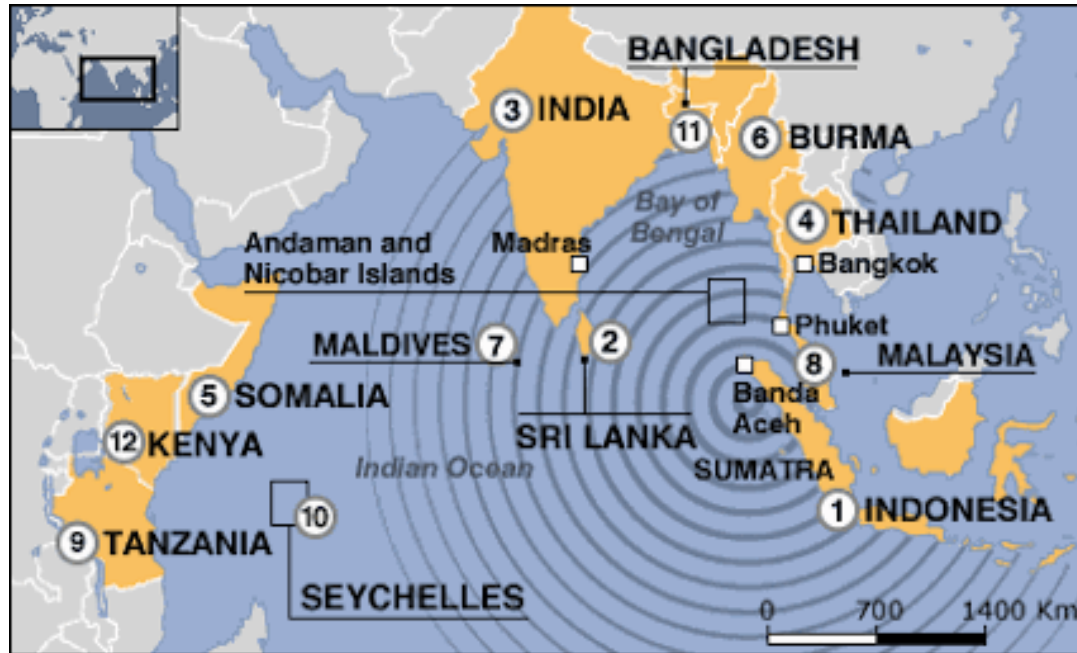 BANGLADESH
3 INDIA
11
6 BURMA
Bay of
Bengal
4 THAILAND
Andaman and
Nicobar Islands
Madras
Bangkok
Phuket
MALDIVES 7
2
8 MALAYSIA
5 SOMALIA
Banda
Aceh
12 KENYA
SRI LANKA
Indian Ocean
SUMATRA
10
1 INDONESIA
9 TANZANIA
SEYCHELLES
0 700 1400 Km